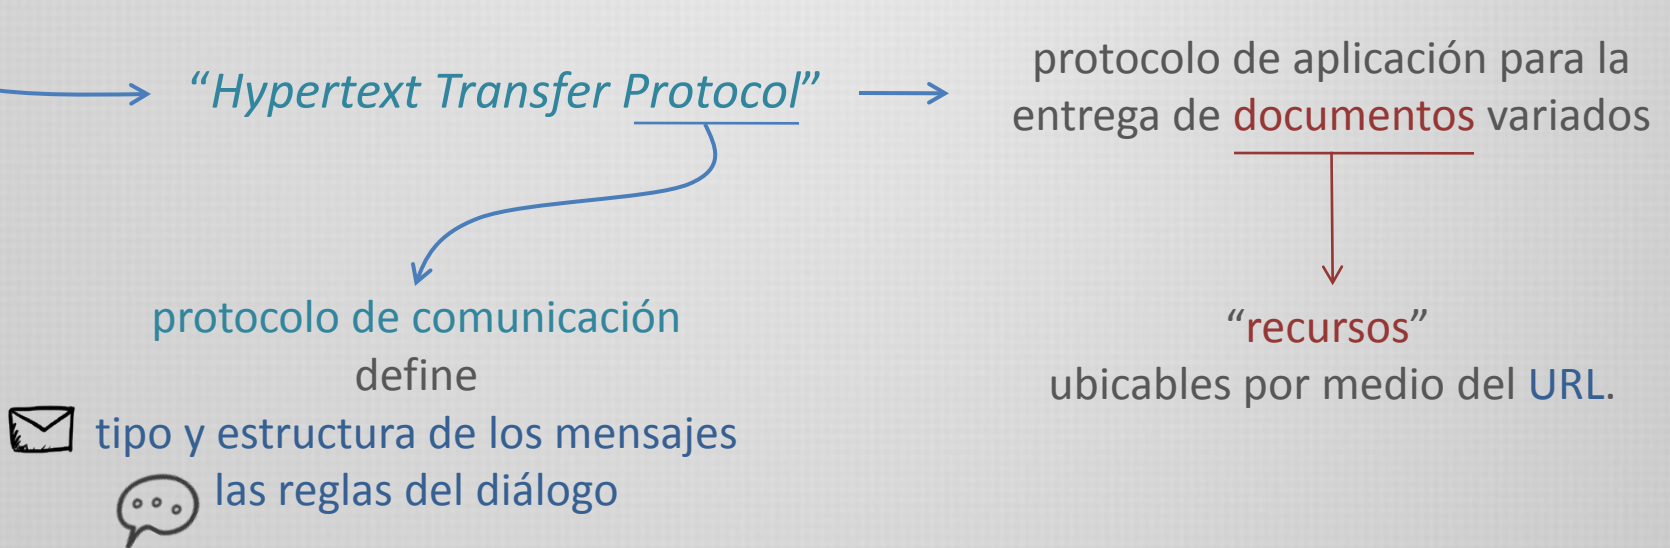 “Hypertext Transfer Protocol”
protocolo de aplicación para la
entrega de documentos variados
protocolo de comunicación
define
tipo y estructura de los mensajes
las reglas del diálogo
“recursos”
ubicables por medio del URL.